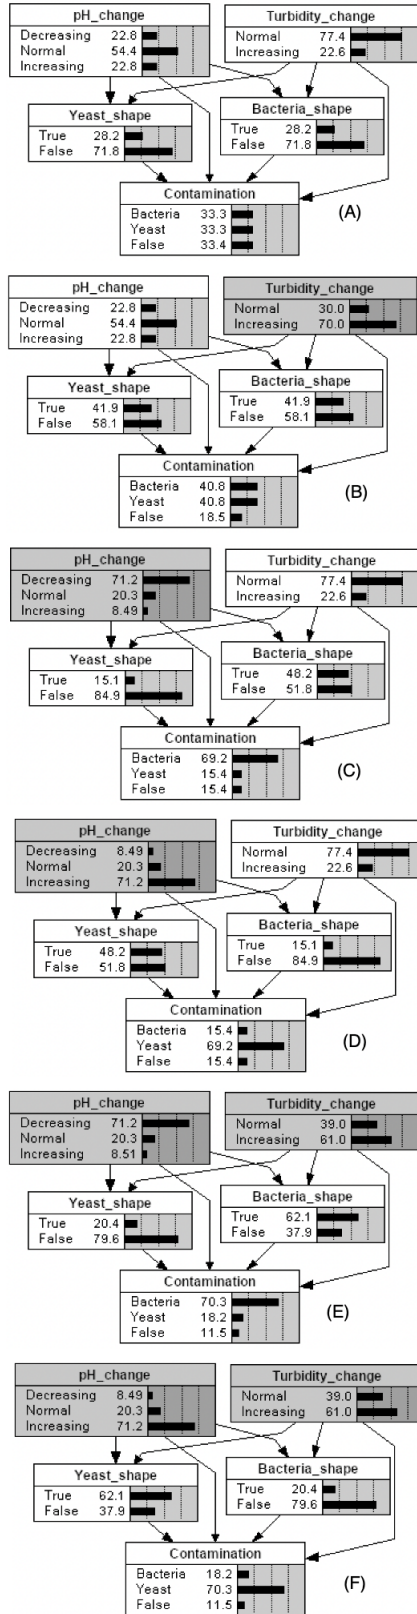 pH_change
Decreasing 22.8
Normal 54.4
Increasing 22.8
Turbidity_change
Normal 77.4
Increasing 22.6
Yeast_shape
True 28.2
False 71.8
Bacteria_shape
True 28.2
False 71.8
Contamination
Bacteria 33.3
Yeast 33.3
False 33.4
(A)
pH_change
Decreasing 22.8
Normal 54.4
Increasing 22.8
Turbidity_change
Normal 30.0
Increasing 70.0
Yeast_shape
True 41.9
False 58.1
Bacteria_shape
True 41.9
False 58.1
Contamination
Bacteria 40.8
Yeast 40.8
False 18.5
(B)
pH_change
Decreasing 71.2
Normal 20.3
Increasing 8.49
Turbidity_change
Normal 77.4
Increasing 22.6
Yeast_shape
True 15.1
False 84.9
Bacteria_shape
True 48.2
False 51.8
Contamination
Bacteria 69.2
Yeast 15.4
False 15.4
(C)
pH_change
Decreasing 8.49
Normal 20.3
Increasing 71.2
Turbidity_change
Normal 77.4
Increasing 22.6
Yeast_shape
True 48.2
False 51.8
Bacteria_shape
True 15.1
False 84.9
Contamination
Bacteria 15.4
Yeast 69.2
False 15.4
(D)
pH_change
Decreasing 71.2
Normal 20.3
Increasing 8.51
Turbidity_change
Normal 39.0
Increasing 61.0
Yeast_shape
True 20.4
False 79.6
Bacteria_shape
True 62.1
False 37.9
Contamination
Bacteria 70.3
Yeast 18.2
False 11.5
(E)
pH_change
Decreasing 8.49
Normal 20.3
Increasing 71.2
Turbidity_change
Normal 39.0
Increasing 61.0
Yeast_shape
True 62.1
False 37.9
Bacteria_shape
True 20.4
False 79.6
Contamination
Bacteria 18.2
Yeast 70.3
False 11.5
(F)